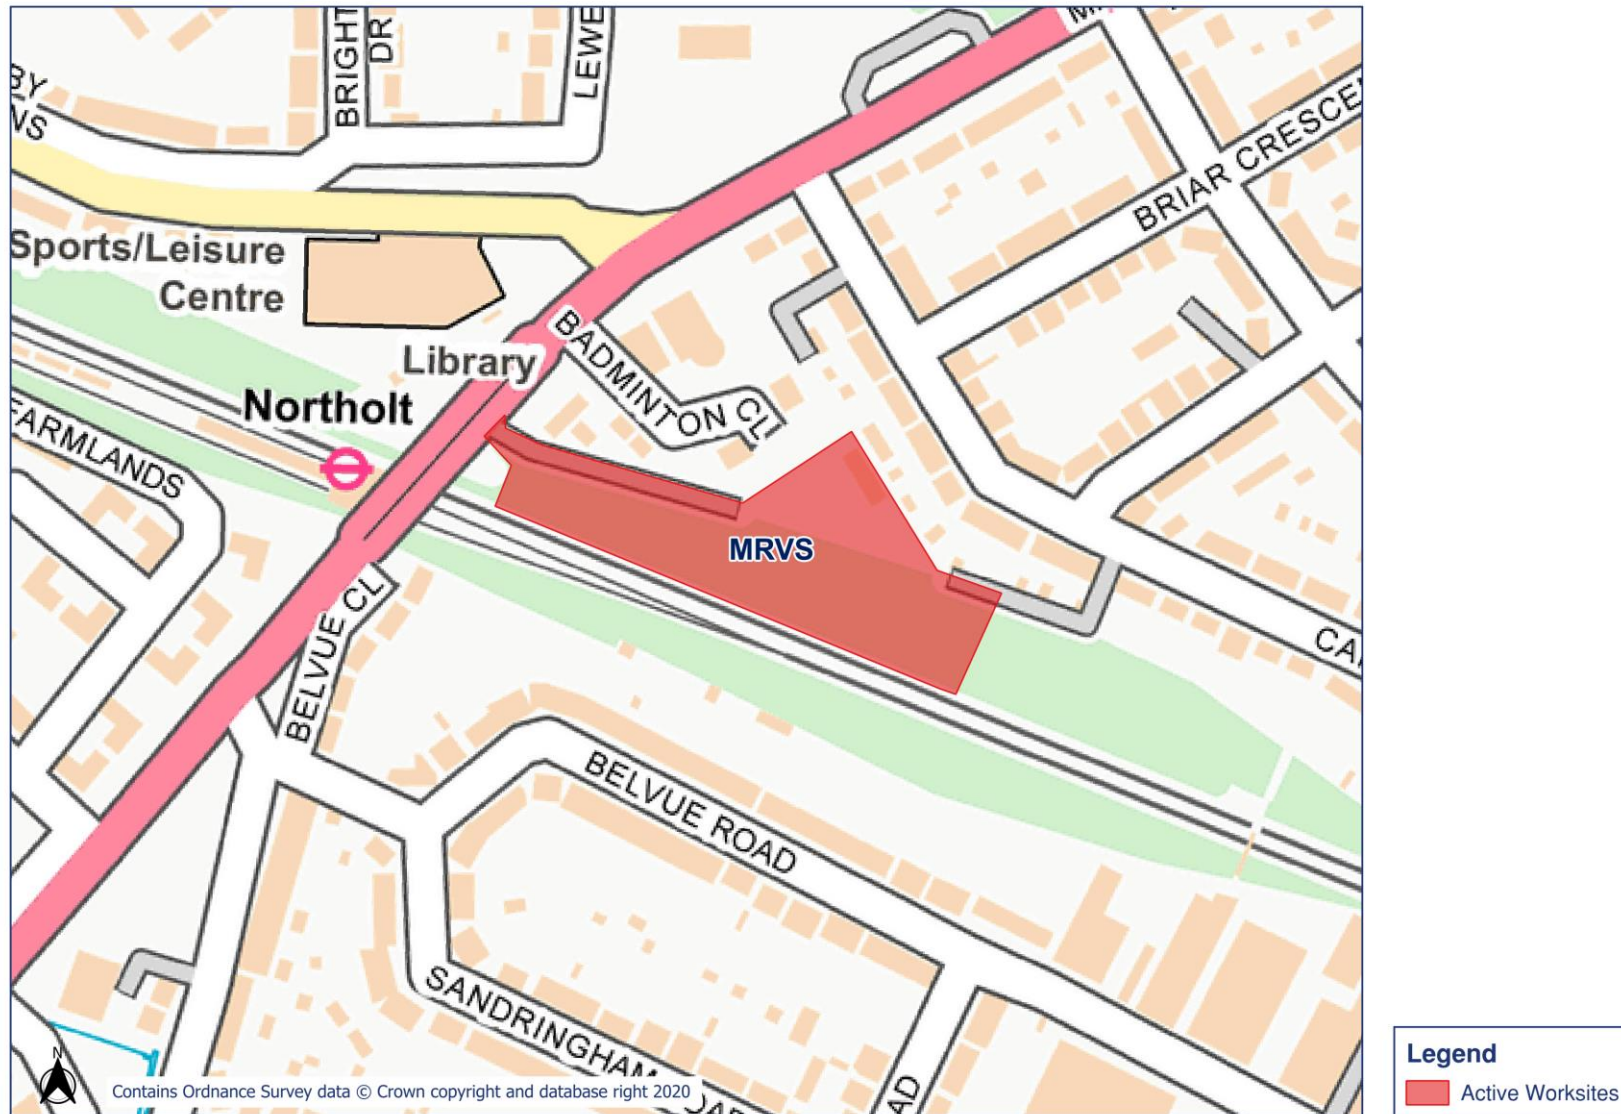 BRIGHT
DR
LEWE
BY
NS
BRIAR CRESCE
Sports/Leisure
Centre
Library
BADMINTON CL
Northolt
FARMLANDS
MRVS
BELVUE CL
CA
BELVUE ROAD
SANDRINGHAM
AD
N
Contains Ordnance Survey data © Crown copyright and database right 2020
Legend
Active Worksites